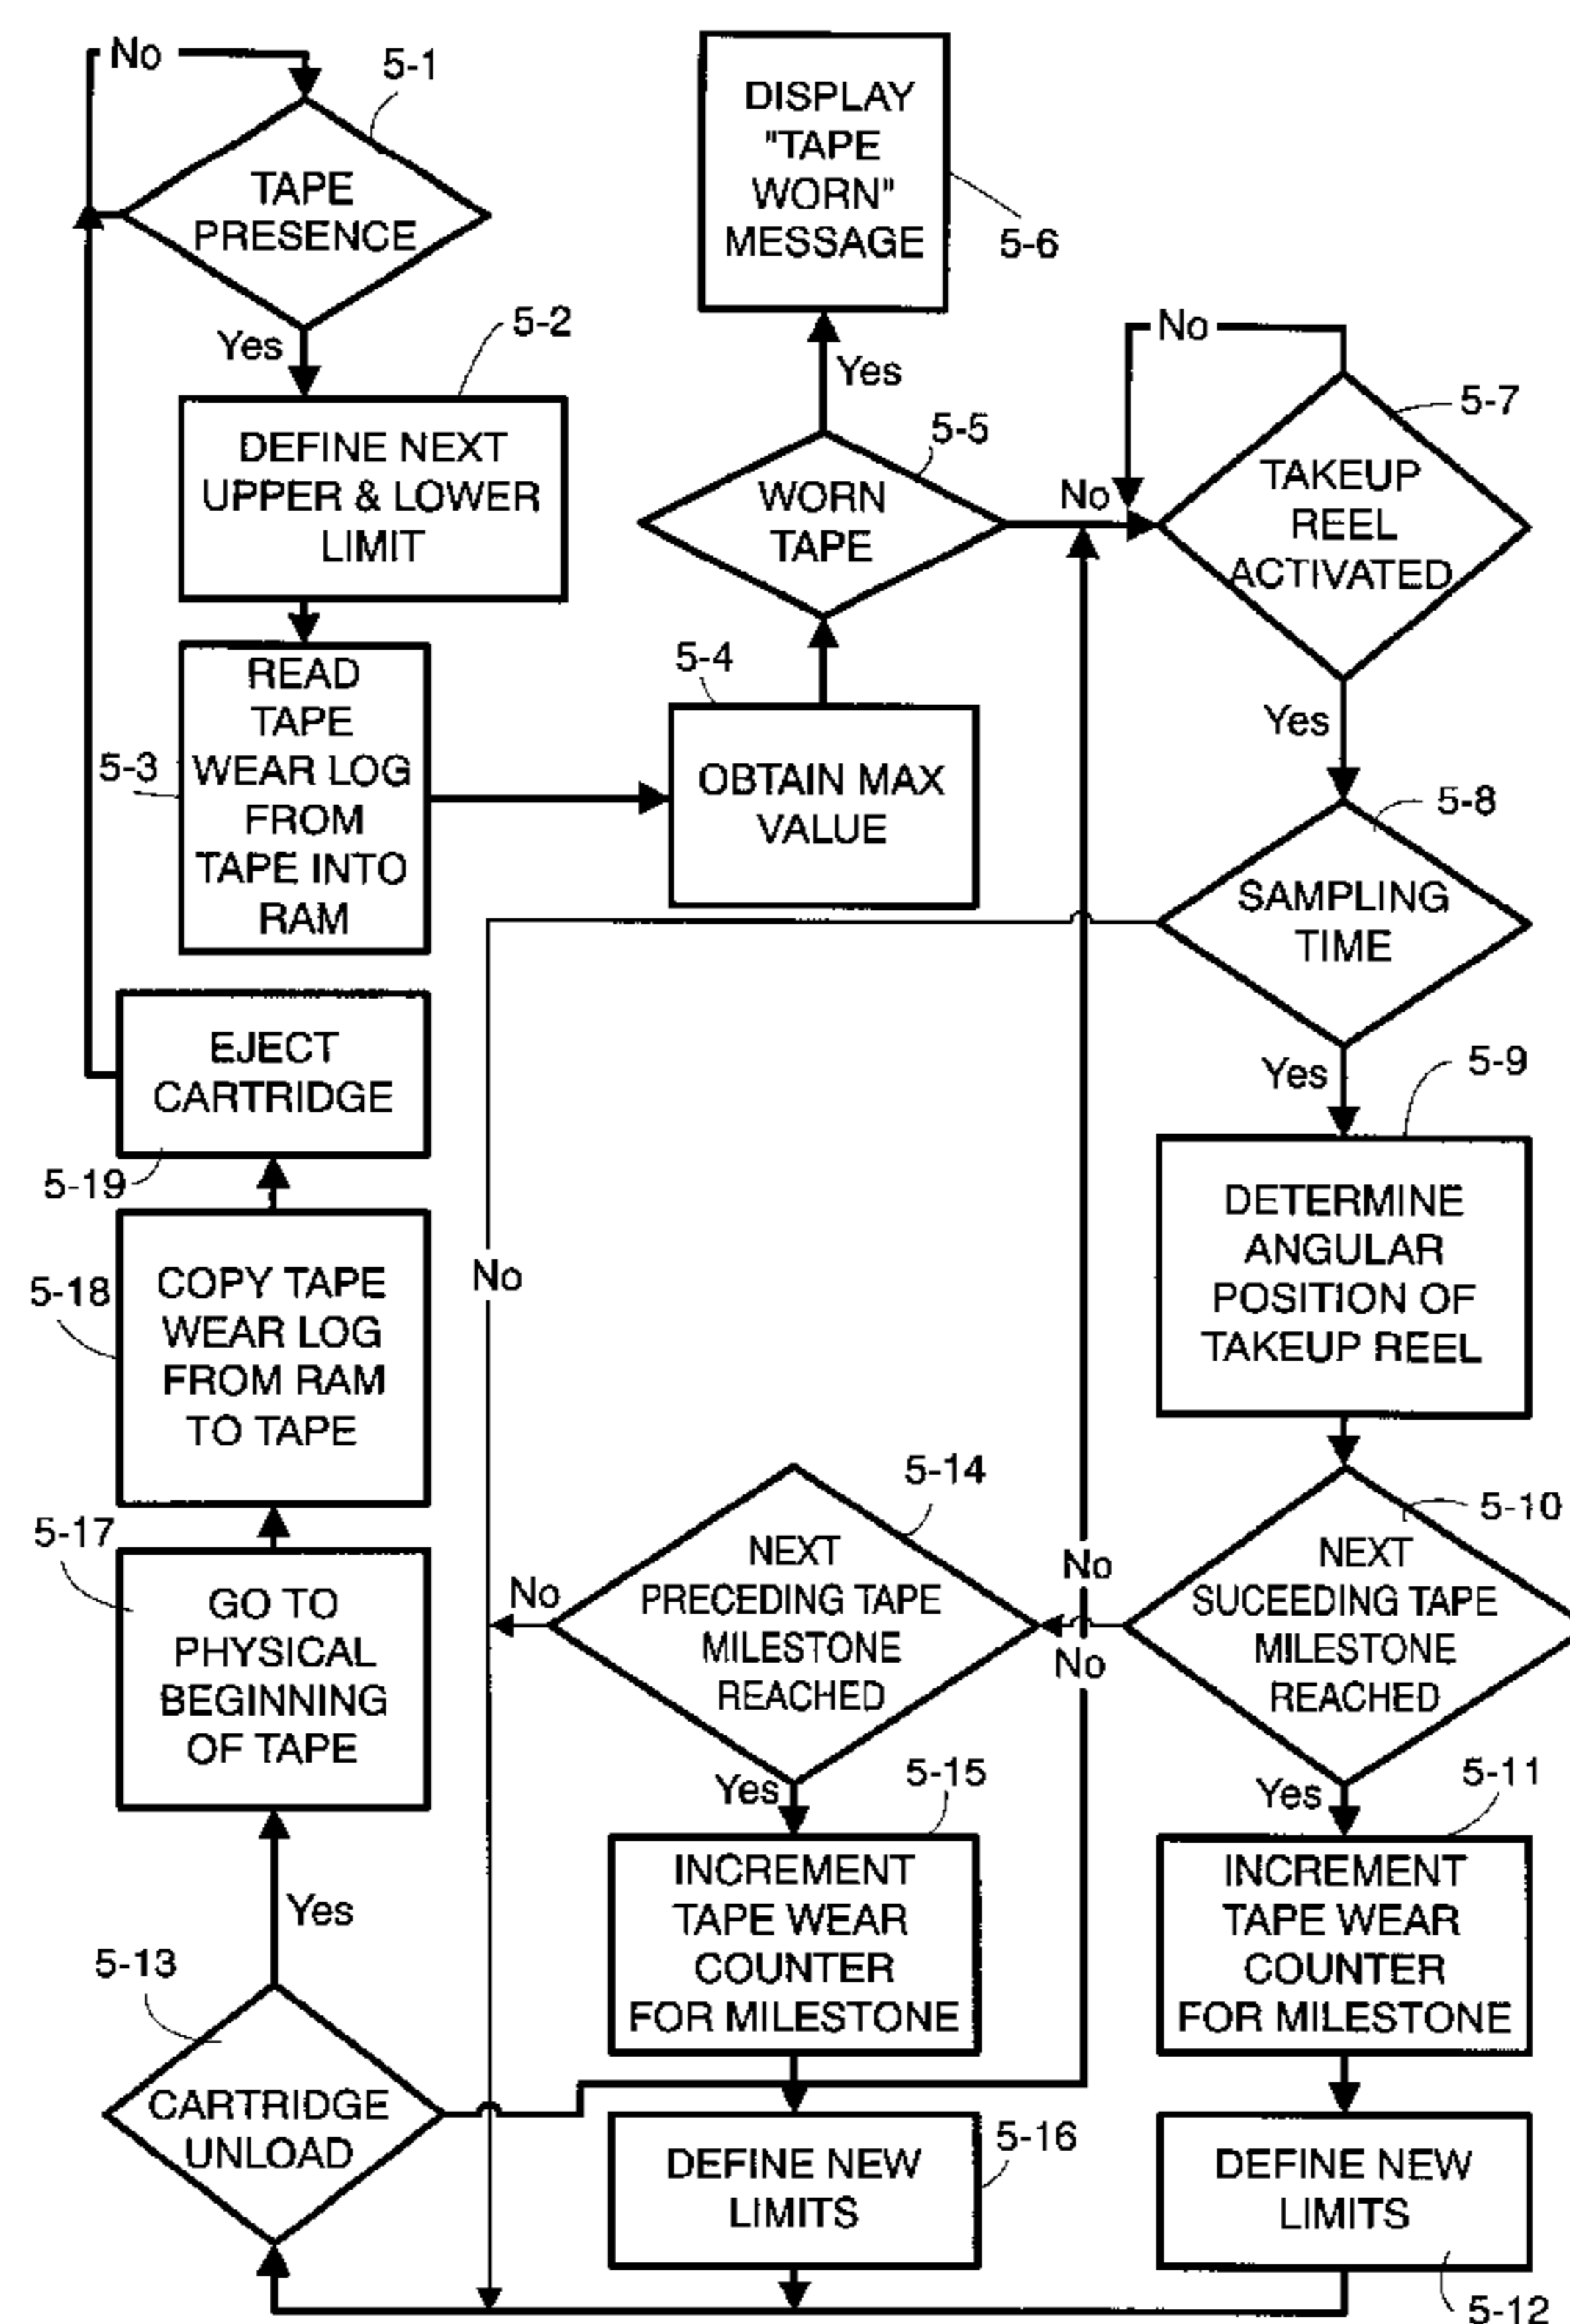 No
5-1
TAPE
PRESENCE
Yes
5-2
DEFINE NEXT
UPPER & LOWER
LIMIT
5-3
READ
TAPE
WEAR LOG
FROM
TAPE INTO
RAM
5-4
OBTAIN MAX
VALUE
5-5
WORN
TAPE
Yes
No
DISPLAY
"TAPE
WORN"
MESSAGE
5-6
No
5-7
TAKEUP
REEL
ACTIVATED
Yes
5-8
SAMPLING
TIME
No
Yes
5-9
DETERMINE
ANGULAR
POSITION OF
TAKEUP REEL
5-10
NEXT
SUCEEDING TAPE
MILESTONE
REACHED
No
No
Yes
5-11
INCREMENT
TAPE WEAR
COUNTER
FOR MILESTONE
DEFINE NEW
LIMITS
5-12
5-14
NEXT
PRECEDING TAPE
MILESTONE
REACHED
No
Yes
5-15
INCREMENT
TAPE WEAR
COUNTER
FOR MILESTONE
5-16
DEFINE NEW
LIMITS
5-13
CARTRIDGE
UNLOAD
Yes
5-17
GO TO
PHYSICAL
BEGINNING
OF TAPE
5-18
COPY TAPE
WEAR LOG
FROM RAM
TO TAPE
5-19
EJECT
CARTRIDGE